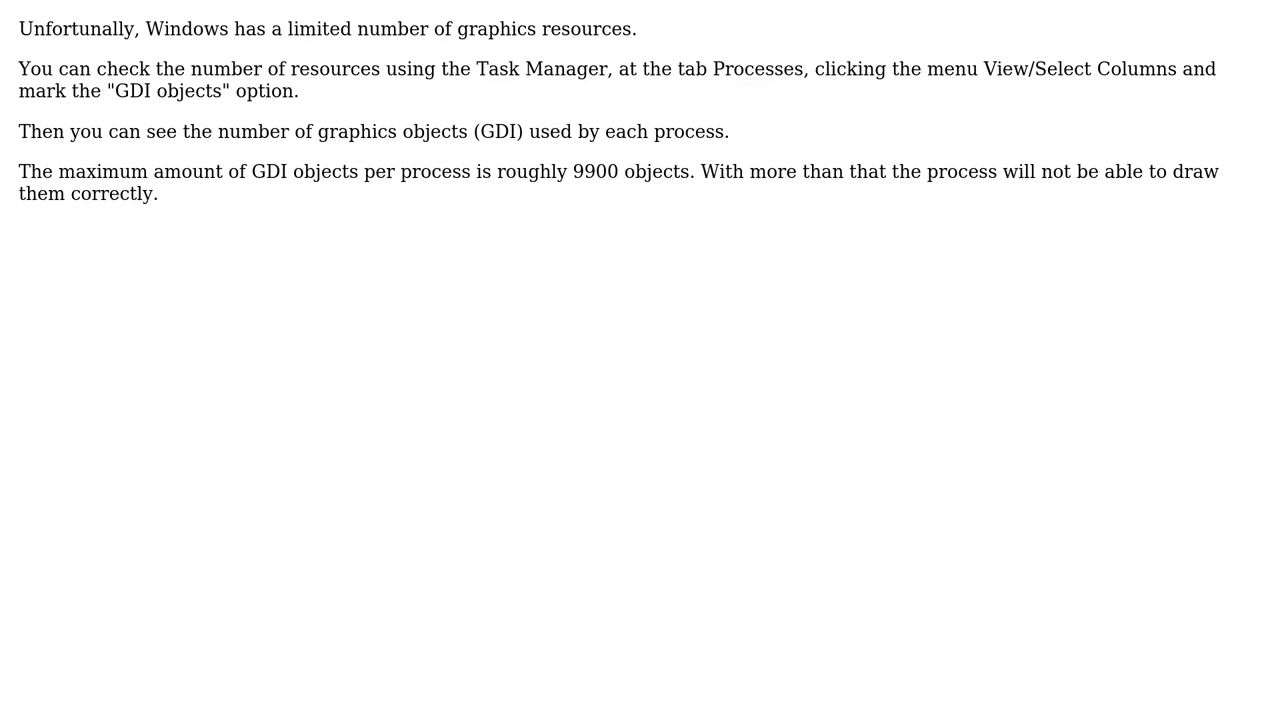 Unfortunally, Windows has a limited number of graphics resources.
You can check the number of resources using the Task Manager, at the tab Processes, clicking the menu View/Select Columns and
mark the "GDI objects" option.
Then you can see the number of graphics objects (GDI) used by each process.
The maximum amount of GDI objects per process is roughly 9900 objects. With more than that the process will not be able to draw
them correctly.